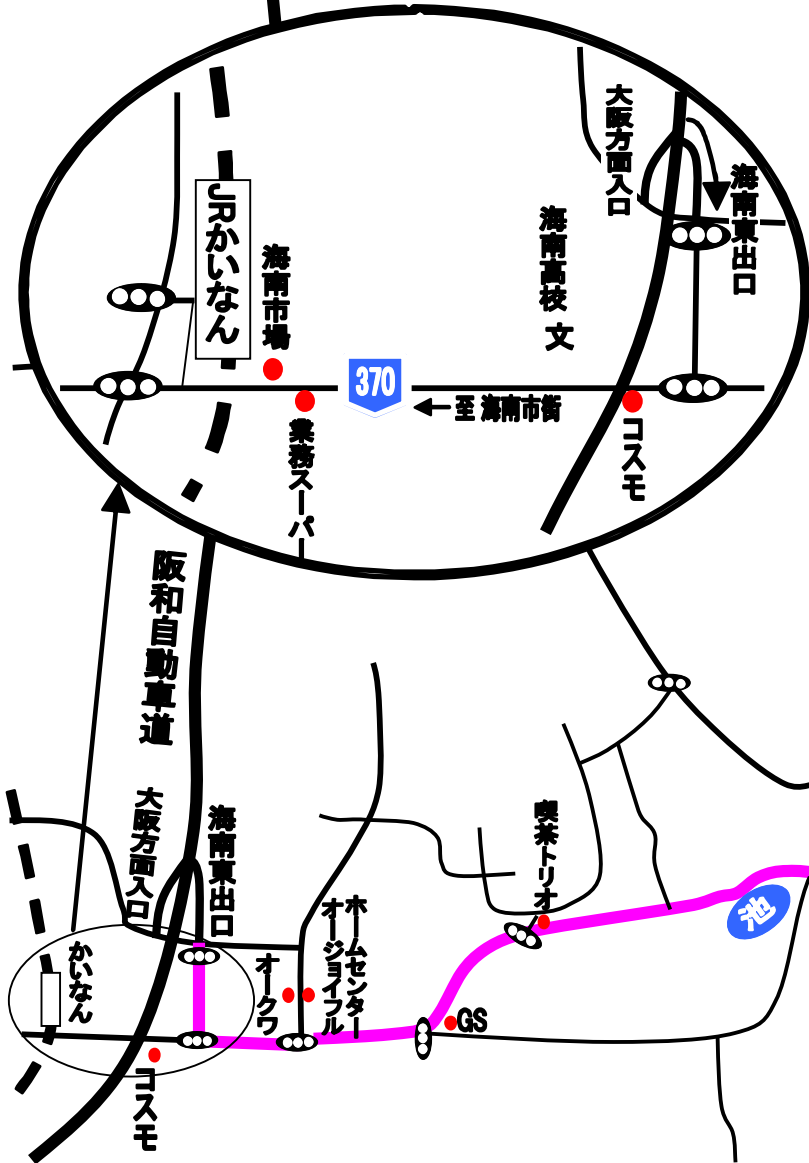 大阪方面入口
海南東出口
海南高校 文
JRかいなん
海南市場
370
← 至 海南市街
業務スーパー
コスモ
阪和自動車道
大阪方面入口
海南東出口
喫茶トリオ
池
ホームセンター
オージョイフル
オークワ
かいなん
GS
コスモ